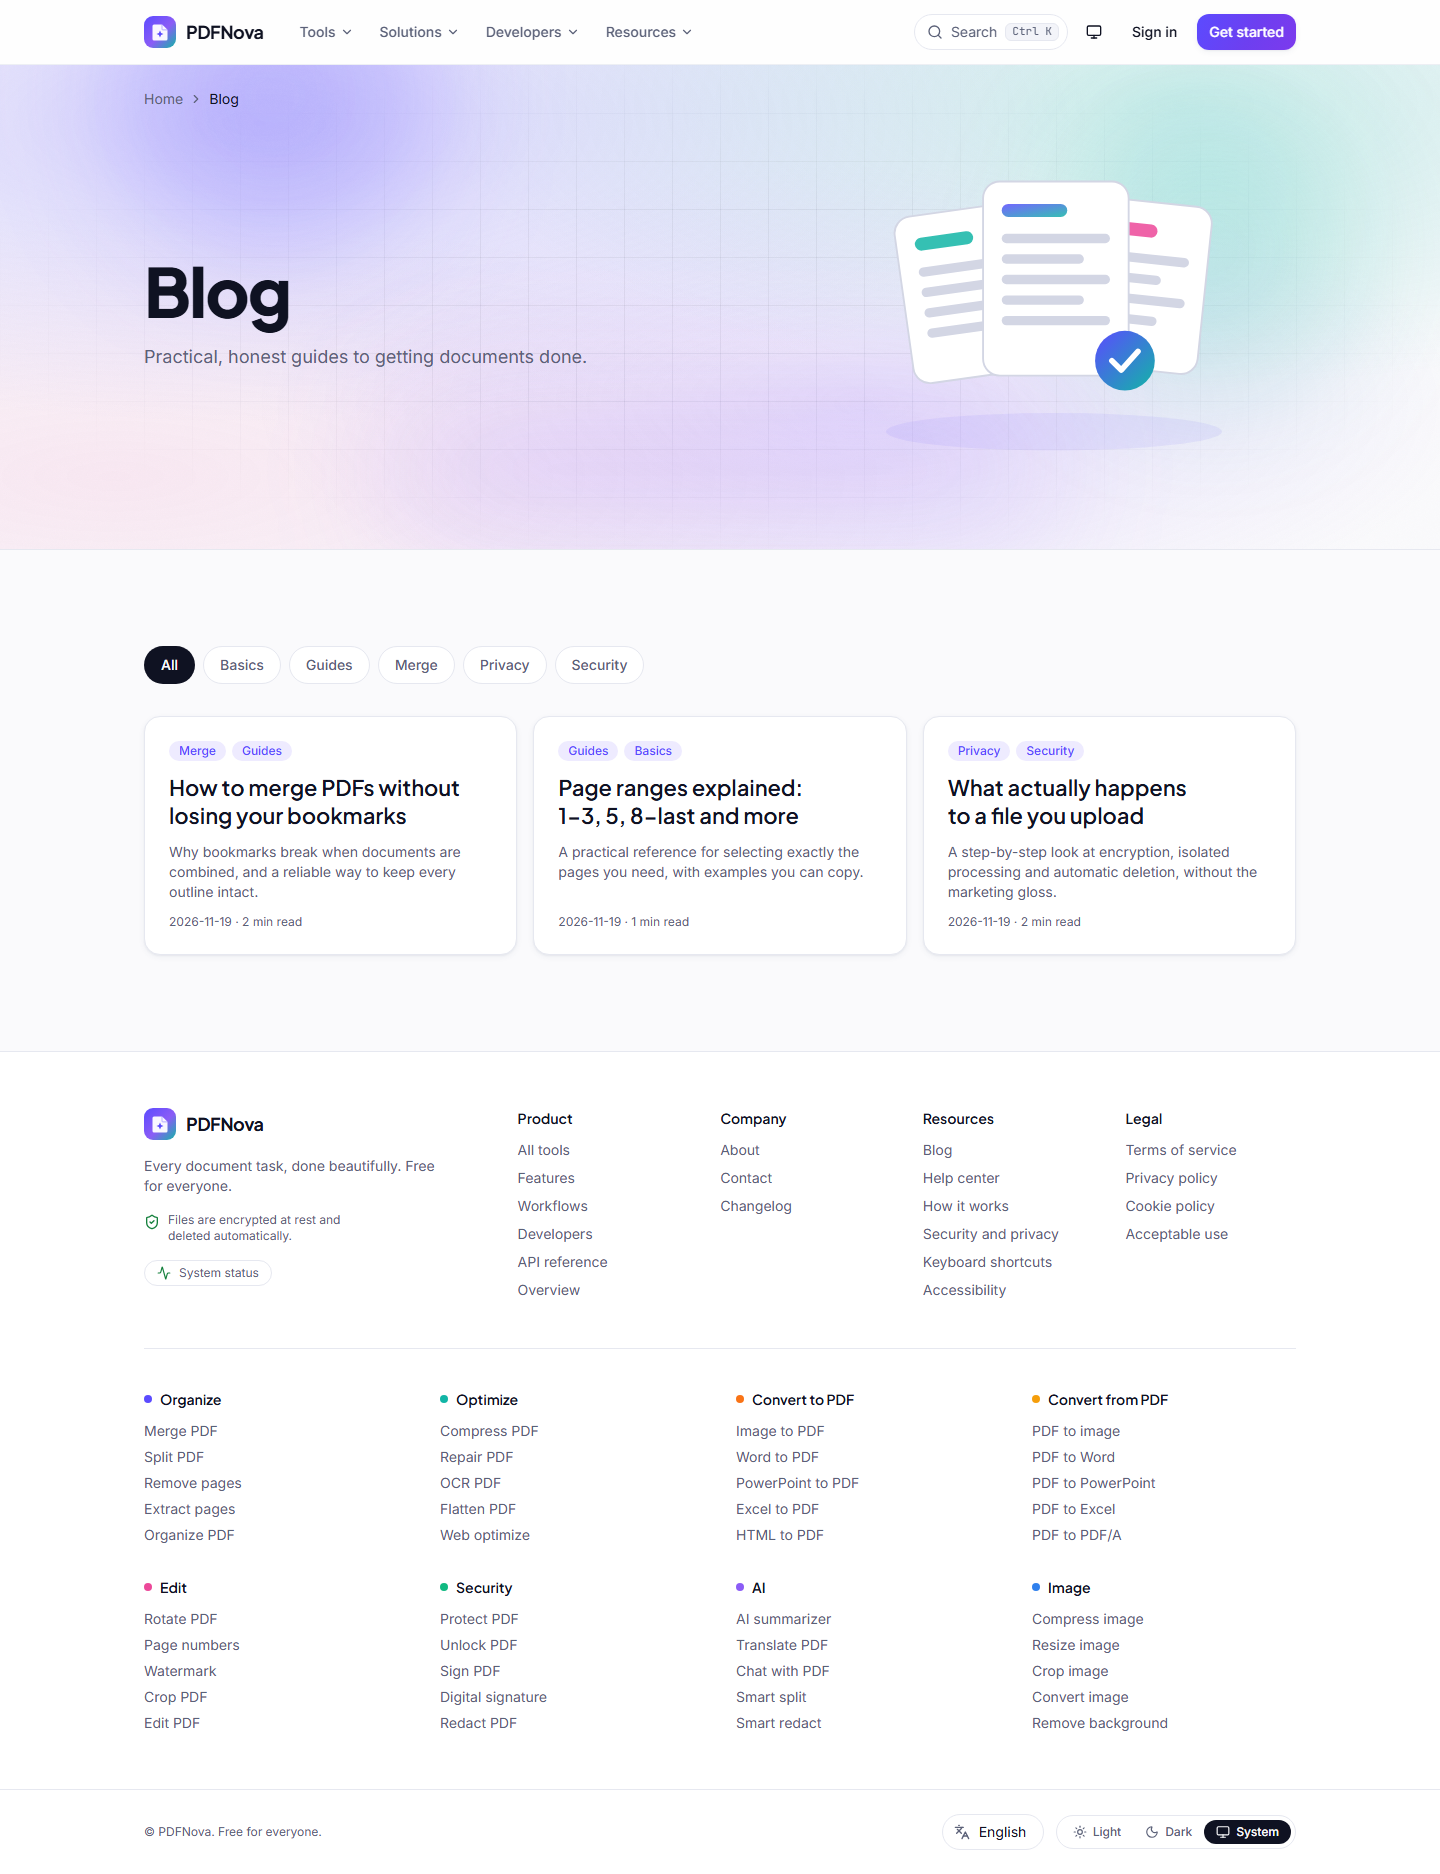 PDFNova
Tools
Solutions
Developers
Resources
Search
Ctrl K
Sign in
Get started
Home
Blog
Blog
Practical, honest guides to getting documents done.
All
Basics
Guides
Merge
Privacy
Security
Merge
Guides
How to merge PDFs without
losing your bookmarks
Why bookmarks break when documents are
combined, and a reliable way to keep every
outline intact.
2026-11-19 · 2 min read
Guides
Basics
Page ranges explained:
1–3, 5, 8–last and more
A practical reference for selecting exactly the
pages you need, with examples you can copy.
2026-11-19 · 1 min read
Privacy
Security
What actually happens
to a file you upload
A step-by-step look at encryption, isolated
processing and automatic deletion, without the
marketing gloss.
2026-11-19 · 2 min read
PDFNova
Every document task, done beautifully. Free
for everyone.
Files are encrypted at rest and
deleted automatically.
System status
Product
All tools
Features
Workflows
Developers
API reference
Overview
Company
About
Contact
Changelog
Resources
Blog
Help center
How it works
Security and privacy
Keyboard shortcuts
Accessibility
Legal
Terms of service
Privacy policy
Cookie policy
Acceptable use
Organize
Merge PDF
Split PDF
Remove pages
Extract pages
Organize PDF
Optimize
Compress PDF
Repair PDF
OCR PDF
Flatten PDF
Web optimize
Convert to PDF
Image to PDF
Word to PDF
PowerPoint to PDF
Excel to PDF
HTML to PDF
Convert from PDF
PDF to image
PDF to Word
PDF to PowerPoint
PDF to Excel
PDF to PDF/A
Edit
Rotate PDF
Page numbers
Watermark
Crop PDF
Edit PDF
Security
Protect PDF
Unlock PDF
Sign PDF
Digital signature
Redact PDF
AI
AI summarizer
Translate PDF
Chat with PDF
Smart split
Smart redact
Image
Compress image
Resize image
Crop image
Convert image
Remove background
© PDFNova. Free for everyone.
English
Light
Dark
System